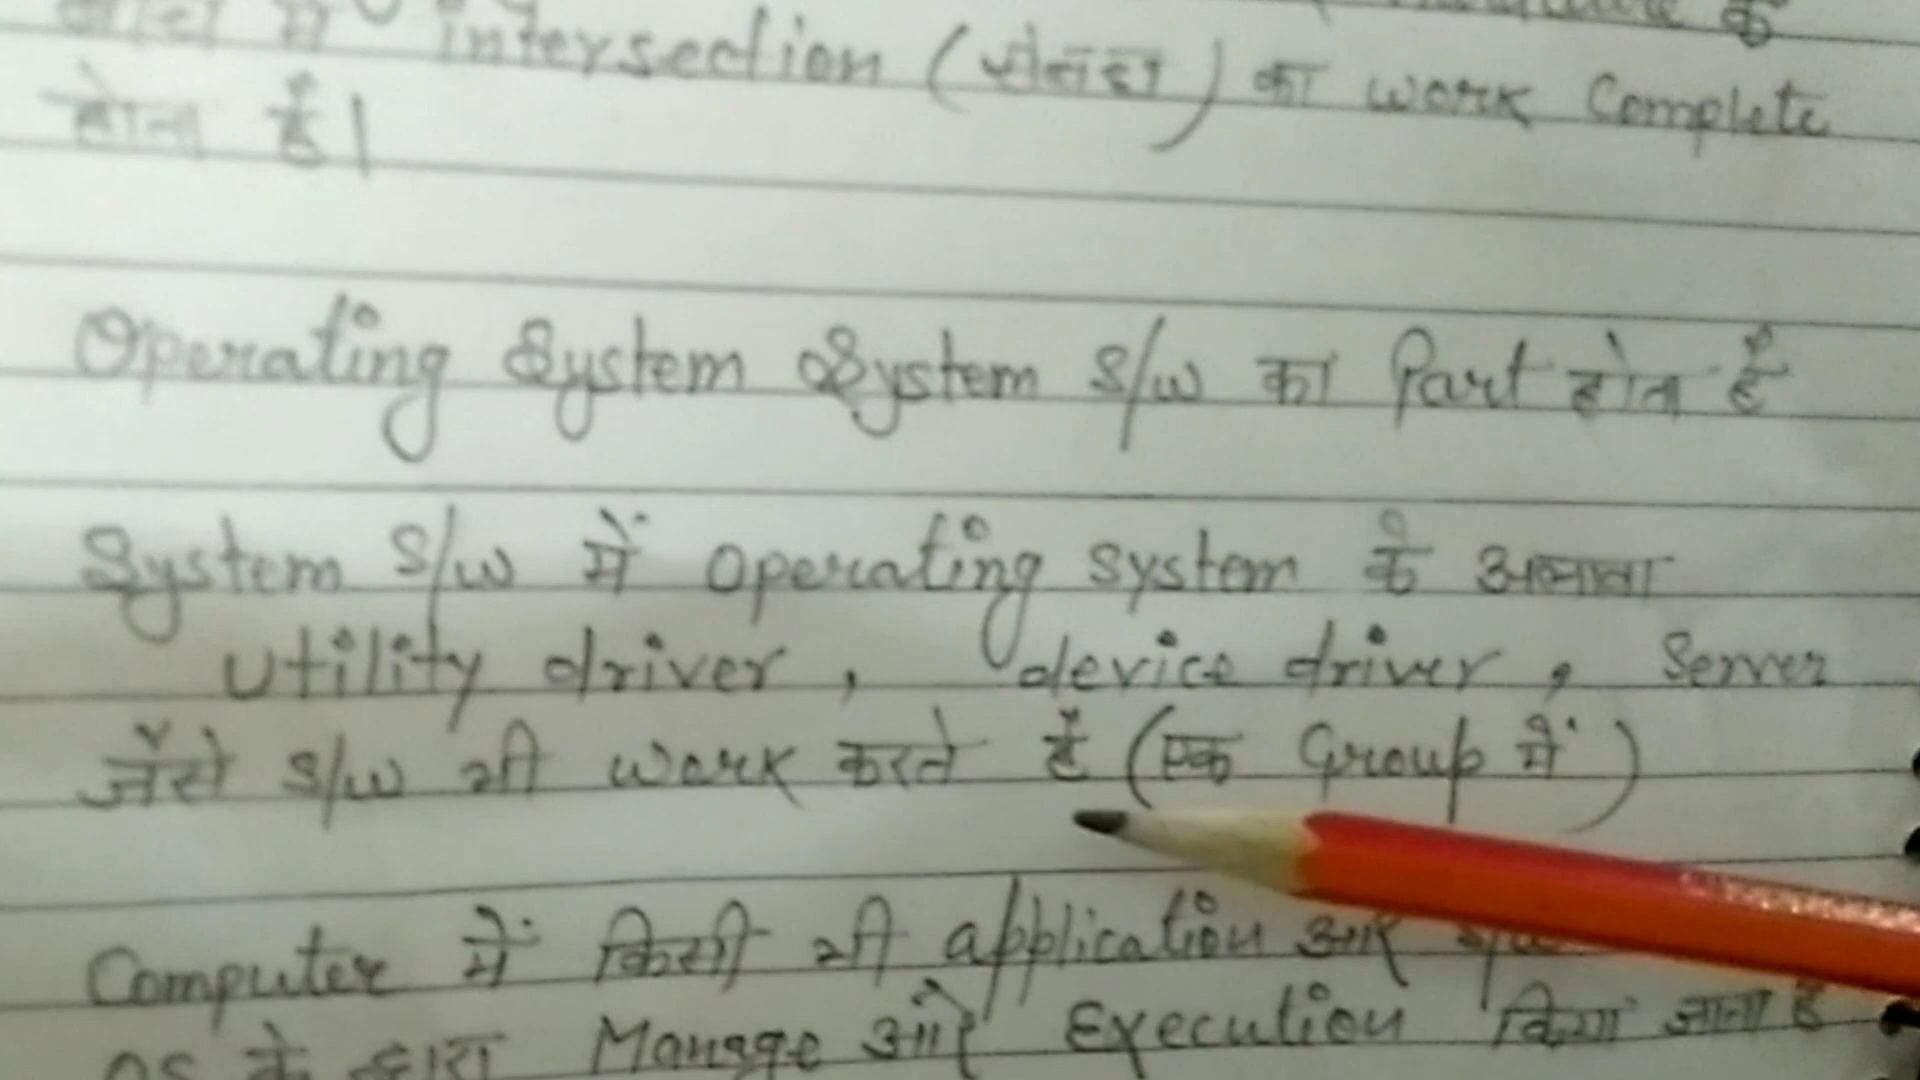 में intersection ( ) का work Complete
होता है।
Operating System System S/w का Part होता है
System S/w में operating system के अलावा
utility driver, device driver, Server
जैसे S/w भी work करते हैं (एक Group में)
Computer में किसी भी application और
OS के द्वारा Manage और Execution किया जाता है